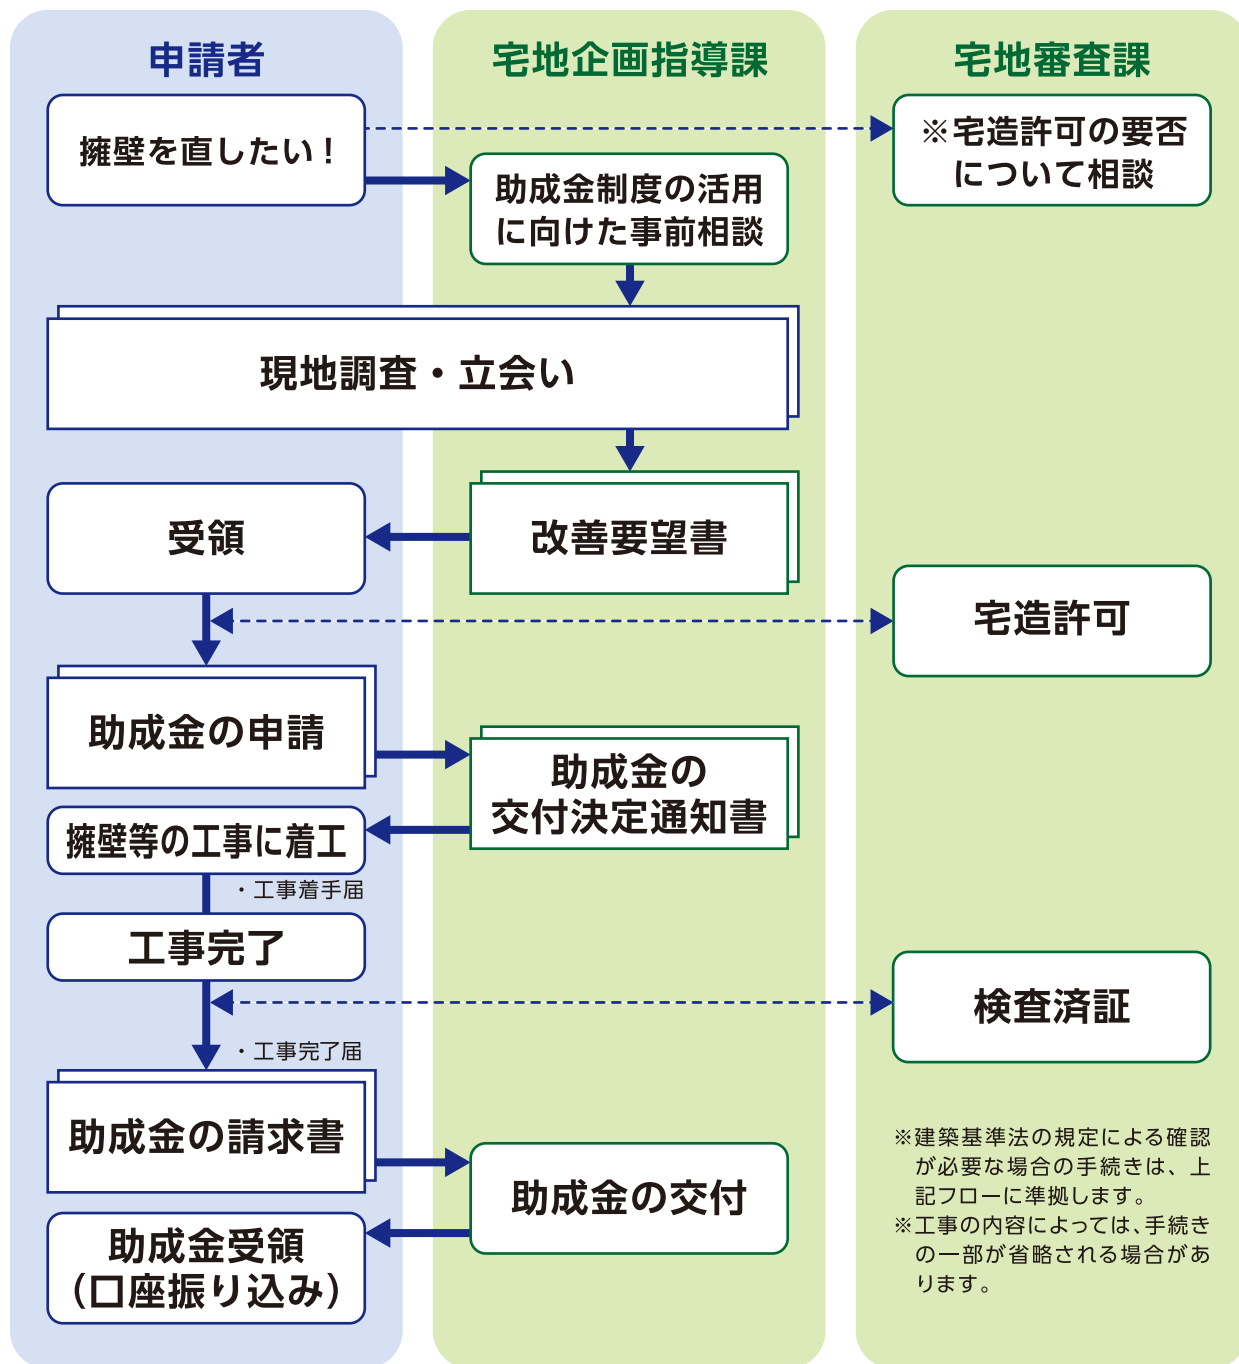 申請者
宅地企画指導課
宅地審査課
擁壁を直したい！
※宅造許可の要否
について相談
助成金制度の活用
に向けた事前相談
現地調査・立会い
受領
改善要望書
宅造許可
助成金の申請
助成金の
交付決定通知書
擁壁等の工事に着工
・工事着手届
工事完了
検査済証
・工事完了届
助成金の請求書
助成金の交付
助成金受領
（口座振り込み）
※建築基準法の規定による確認
が必要な場合の手続きは、上
記フローに準拠します。
※工事の内容によっては、手続き
の一部が省略される場合があ
ります。